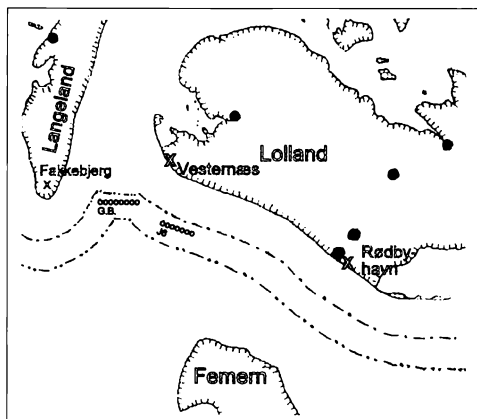 Langeland
Fakkebjerg
Vesternæs
Lolland
G.B.
Rødby-
havn
Femern